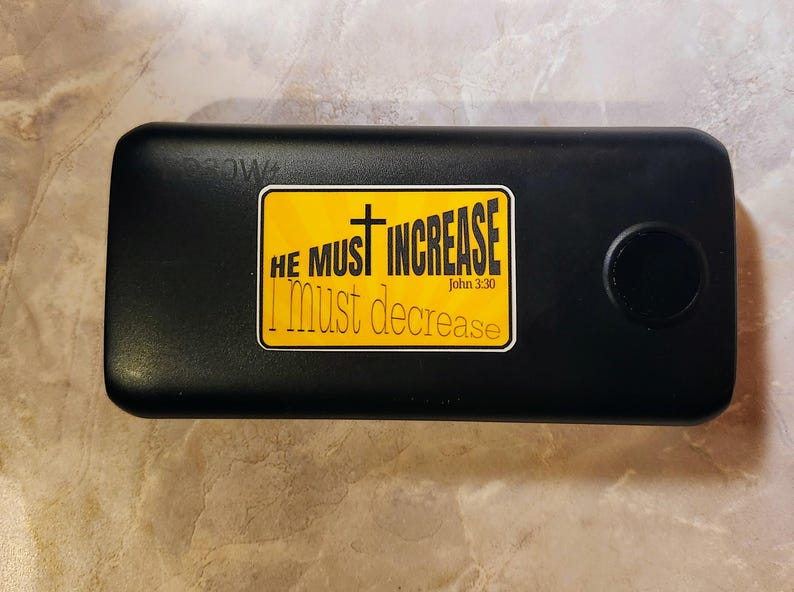 HE MUST INCREASE
John 3:30
I must decrease